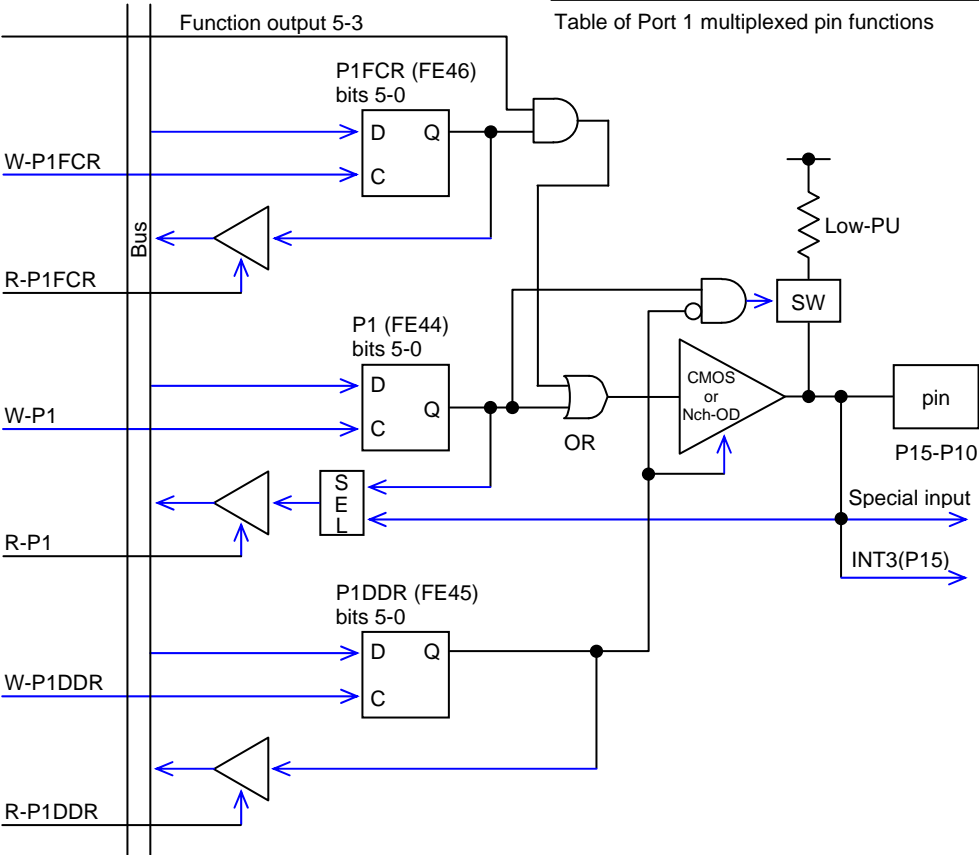 Function output 5-3
Table of Port 1 multiplexed pin functions
P1FCR (FE46)
bits 5-0
D
Q
W-P1FCR
C
Bus
Low-PU
R-P1FCR
SW
P1 (FE44)
bits 5-0
D
Q
CMOS
or
Nch-OD
pin
W-P1
C
OR
P15-P10
SEL
Special input
R-P1
INT3(P15)
P1DDR (FE45)
bits 5-0
D
Q
W-P1DDR
C
R-P1DDR